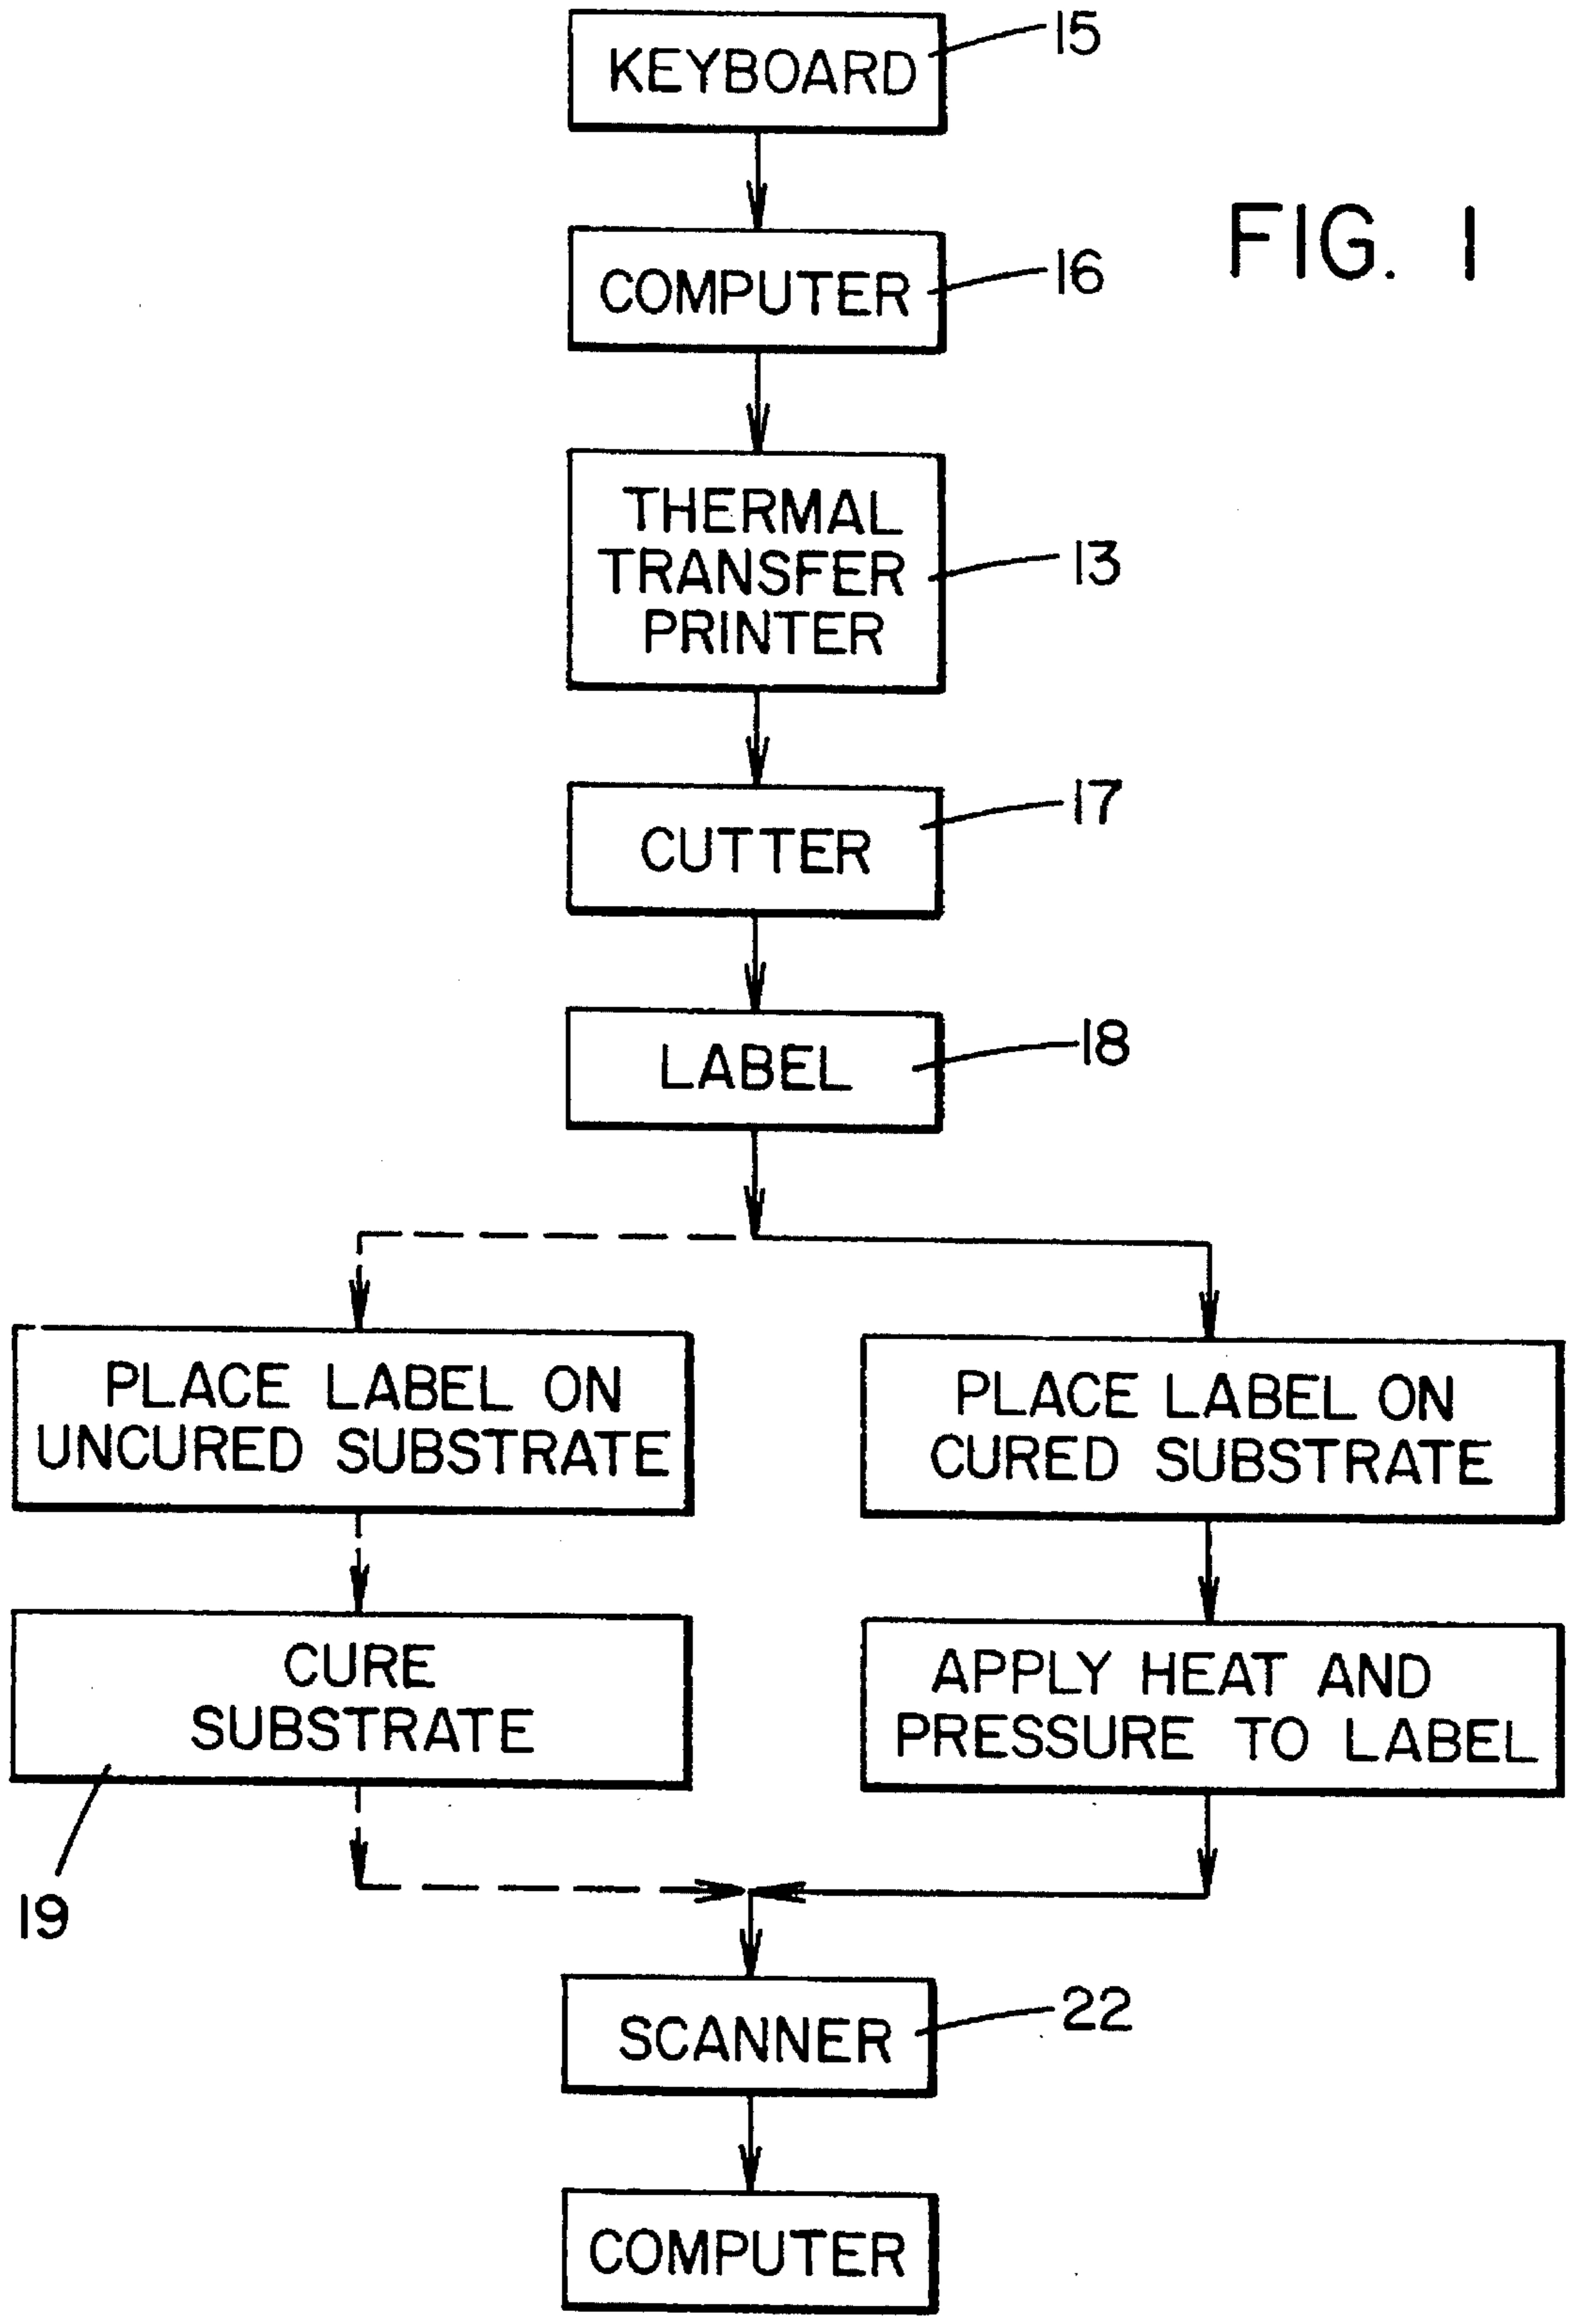 KEYBOARD
15
FIG. 1
COMPUTER
16
THERMAL
TRANSFER
PRINTER
13
CUTTER
17
LABEL
18
PLACE LABEL ON
UNCURED SUBSTRATE
PLACE LABEL ON
CURED SUBSTRATE
CURE
SUBSTRATE
19
APPLY HEAT AND
PRESSURE TO LABEL
SCANNER
22
COMPUTER